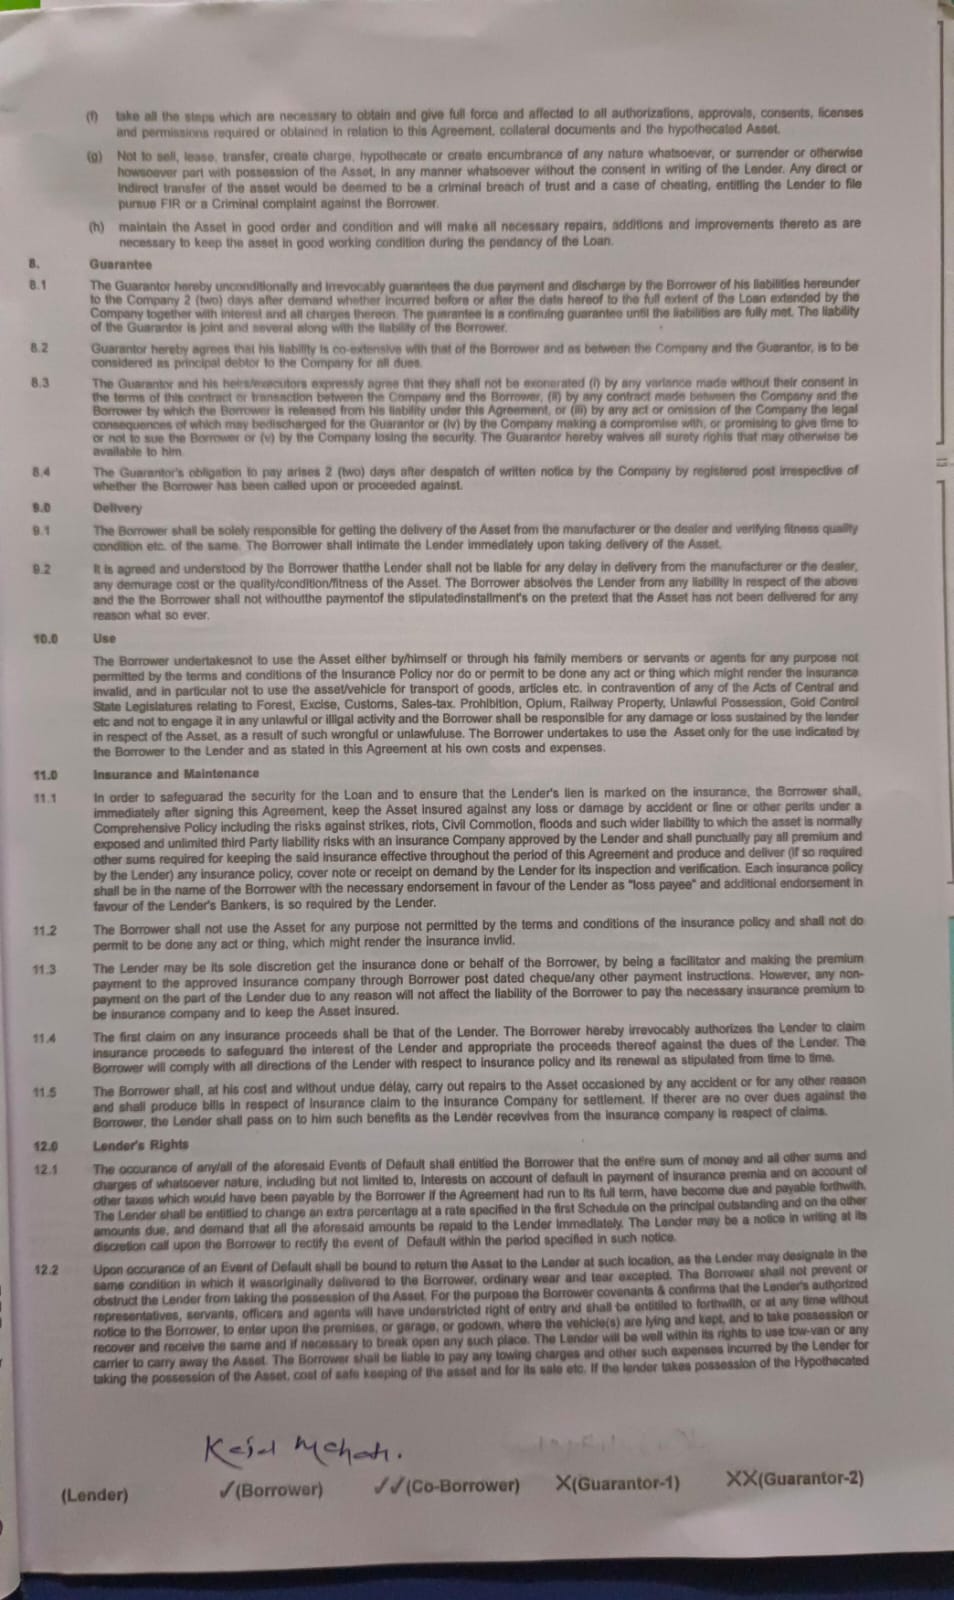 (f) take all the steps which are necessary to obtain and give full force and affected to all authorizations, approvals, consents, licenses
and permissions required or obtained in relation to this Agreement, collateral documents and the hypothecated Asset.
(g) Not to sell, lease, transfer, create charge, hypothecate or create encumbrance of any nature whatsoever, or surrender or otherwise
howsoever part with possession of the Asset, in any manner whatsoever without the consent in writing of the Lender. Any direct or
Indirect transfer of the asset would be deemed to be a criminal breach of trust and a case of cheating, entitling the Lender to file
pursue FIR or a Criminal complaint against the Borrower.
(h) maintain the Asset in good order and condition and will make all necessary repairs, additions and improvements thereto as are
necessary to keep the asset in good working condition during the pendancy of the Loan.
8. Guarantee
8.1 The Guarantor hereby unconditionally and irrevocably guarantees the due payment and discharge by the Borrower of his liabilities hereunder
to the Company 2 (two) days after demand whether incurred before or after the date hereof to the full extent of the Loan extended by the
Company together with interest and all charges thereon. The guarantee is a continuing guarantee until the liabilities are fully met. The liability
of the Guarantor is joint and several along with the liability of the Borrower.
8.2 Guarantor hereby agrees that his liability is co-extensive with that of the Borrower and as between the Company and the Guarantor, is to be
considered as principal debtor to the Company for all dues.
8.3 The Guarantor and his heirs/executors expressly agree that they shall not be exonerated (i) by any variance made without their consent in
the terms of this contract or transaction between the Company and the Borrower, (ii) by any contract made between the Company and the
Borrower by which the Borrower is released from his liability under this Agreement, or (iii) by any act or omission of the Company the legal
consequences of which may bedischarged for the Guarantor or (iv) by the Company making a compromise with, or promising to give time to
or not to sue the Borrower or (v) by the Company losing the security. The Guarantor hereby waives all surety rights that may otherwise be
available to him.
8.4 The Guarantor's obligation to pay arises 2 (two) days after despatch of written notice by the Company by registered post irrespective of
whether the Borrower has been called upon or proceeded against.
9.0 Delivery
9.1 The Borrower shall be solely responsible for getting the delivery of the Asset from the manufacturer or the dealer and verifying fitness quality
condition etc. of the same. The Borrower shall intimate the Lender immediately upon taking delivery of the Asset.
9.2 It is agreed and understood by the Borrower thatthe Lender shall not be liable for any delay in delivery from the manufacturer or the dealer,
any demurage cost or the quality/condition/fitness of the Asset. The Borrower absolves the Lender from any liability in respect of the above
and the the Borrower shall not withoutthe paymentof the stipulatedinstallment's on the pretext that the Asset has not been delivered for any
reason what so ever.
10.0 Use
The Borrower undertakesnot to use the Asset either by/himself or through his family members or servants or agents for any purpose not
permitted by the terms and conditions of the Insurance Policy nor do or permit to be done any act or thing which might render the insurance
invalid, and in particular not to use the asset/vehicle for transport of goods, articles etc. in contravention of any of the Acts of Central and
State Legislatures relating to Forest, Excise, Customs, Sales-tax. Prohibition, Opium, Railway Property, Unlawful Possession, Gold Control
etc and not to engage it in any unlawful or illigal activity and the Borrower shall be responsible for any damage or loss sustained by the lender
in respect of the Asset, as a result of such wrongful or unlawfuluse. The Borrower undertakes to use the Asset only for the use indicated by
the Borrower to the Lender and as stated in this Agreement at his own costs and expenses.
11.0 Insurance and Maintenance
11.1 In order to safeguarad the security for the Loan and to ensure that the Lender's lien is marked on the insurance, the Borrower shall,
immediately after signing this Agreement, keep the Asset insured against any loss or damage by accident or fine or other perits under a
Comprehensive Policy including the risks against strikes, riots, Civil Commotion, floods and such wider liability to which the asset is normally
exposed and unlimited third Party liability risks with an insurance Company approved by the Lender and shall punctually pay all premium and
other sums required for keeping the said insurance effective throughout the period of this Agreement and produce and deliver (if so required
by the Lender) any insurance policy, cover note or receipt on demand by the Lender for its inspection and verification. Each insurance policy
shall be in the name of the Borrower with the necessary endorsement in favour of the Lender as "loss payee" and additional endorsement in
favour of the Lender's Bankers, is so required by the Lender.
11.2 The Borrower shall not use the Asset for any purpose not permitted by the terms and conditions of the insurance policy and shall not do
permit to be done any act or thing, which might render the insurance invlid.
11.3 The Lender may be its sole discretion get the insurance done or behalf of the Borrower, by being a facilitator and making the premium
payment to the approved Insurance company through Borrower post dated cheque/any other payment instructions. However, any non-
payment on the part of the Lender due to any reason will not affect the liability of the Borrower to pay the necessary insurance premium to
be insurance company and to keep the Asset insured.
11.4 The first claim on any insurance proceeds shall be that of the Lender. The Borrower hereby irrevocably authorizes the Lender to claim
insurance proceeds to safeguard the interest of the Lender and appropriate the proceeds thereof against the dues of the Lender. The
Borrower will comply with all directions of the Lender with respect to insurance policy and its renewal as stipulated from time to time.
11.5 The Borrower shall, at his cost and without undue delay, carry out repairs to the Asset occasioned by any accident or for any other reason
and shall produce bills in respect of insurance claim to the Insurance Company for settlement. If therer are no over dues against the
Borrower, the Lender shall pass on to him such benefits as the Lender recevives from the insurance company is respect of claims.
12.0 Lender's Rights
12.1 The occurance of any/all of the aforesaid Events of Default shall entitled the Borrower that the entire sum of money and all other sums and
charges of whatsoever nature, including but not limited to, Interests on account of default in payment of insurance premia and on account of
other taxes which would have been payable by the Borrower if the Agreement had run to its full term, have become due and payable forthwith.
The Lender shall be entitled to change an extra percentage at a rate specified in the first Schedule on the principal outstanding and on the other
amounts due, and demand that all the aforesaid amounts be repaid to the Lender immediately. The Lender may be a notice in writing at its
discretion call upon the Borrower to rectify the event of Default within the period specified in such notice.
12.2 Upon occurance of an Event of Default shall be bound to return the Asset to the Lender at such location, as the Lender may designate in the
same condition in which it wasoriginally delivered to the Borrower, ordinary wear and tear excepted. The Borrower shall not prevent or
obstruct the Lender from taking the possession of the Asset. For the purpose the Borrower covenants & confirms that the Lender's authorized
representatives, servants, officers and agents will have understricted right of entry and shall be entitled to forthwith, or at any time without
notice to the Borrower, to enter upon the premises, or garage, or godown, where the vehicle(s) are lying and kept, and to take possession or
recover and receive the same and if necessary to break open any such place. The Lender will be well within its rights to use tow-van or any
carrier to carry away the Asset. The Borrower shall be liable to pay any towing charges and other such expenses incurred by the Lender for
taking the possession of the Asset, cost of safe keeping of the asset and for its sale etc. If the lender takes possession of the Hypothecated
(Lender) ✓(Borrower) ✓✓(Co-Borrower) X(Guarantor-1) XX(Guarantor-2)